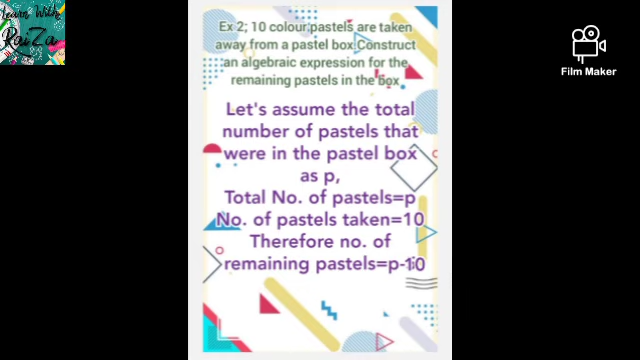 Learn With
RaiZa
Ex 2; 10 colour pastels are taken
away from a pastel box.Construct
an algebraic expression for the
remaining pastels in the box
Let's assume the total
number of pastels that
were in the pastel box
as p,
Total No. of pastels=p
No. of pastels taken=10
Therefore no. of
remaining pastels=p-10
Film Maker